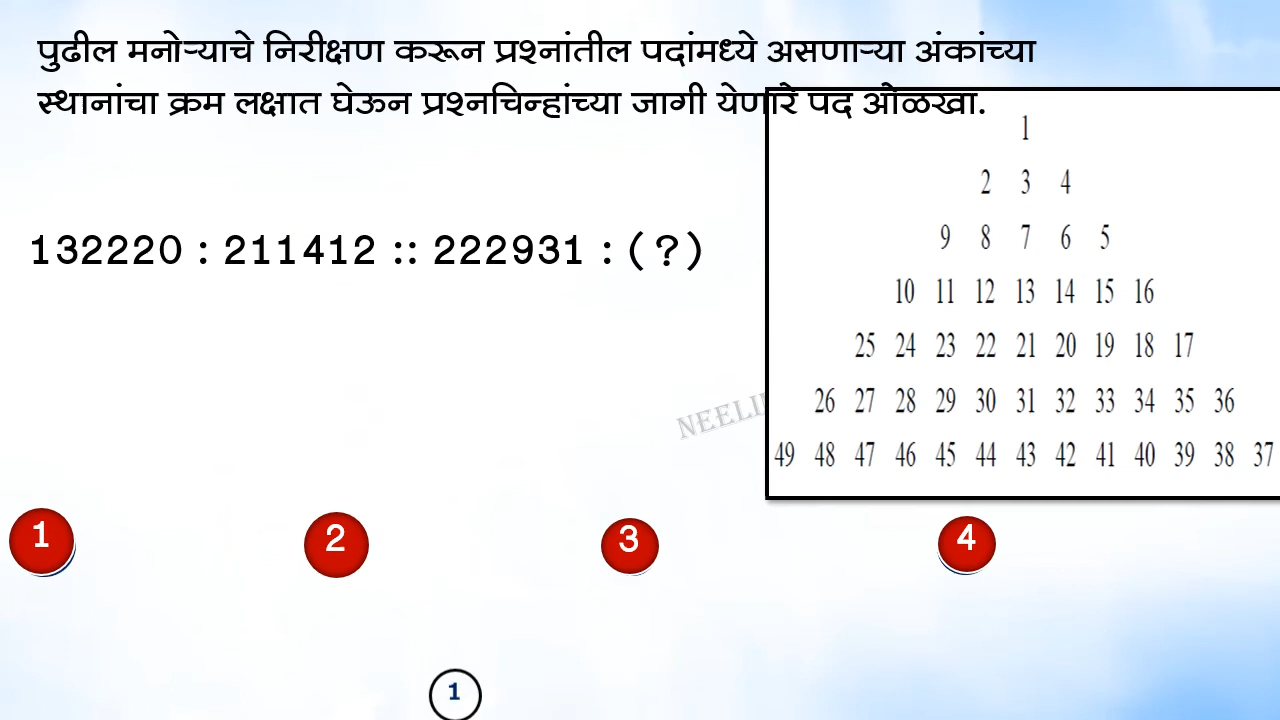 पुढील मनोऱ्याचे निरीक्षण करून प्रश्नांतील पदांमध्ये असणाऱ्या अंकांच्या
स्थानांचा क्रम लक्षात घेऊन प्रश्नचिन्हांच्या जागी येणारे पद ओळखा.
1
2 3 4
9 8 7 6 5
10 11 12 13 14 15 16
25 24 23 22 21 20 19 18 17
26 27 28 29 30 31 32 33 34 35 36
49 48 47 46 45 44 43 42 41 40 39 38 37
132220 : 211412 :: 222931 : ( ? )
1 2 3 4
1